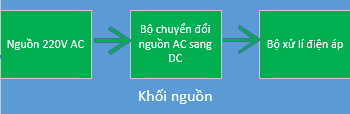 Nguồn 220V AC
Bộ chuyển đổi
nguồn AC sang
DC
Bộ xử lí điện áp
Khối nguồn